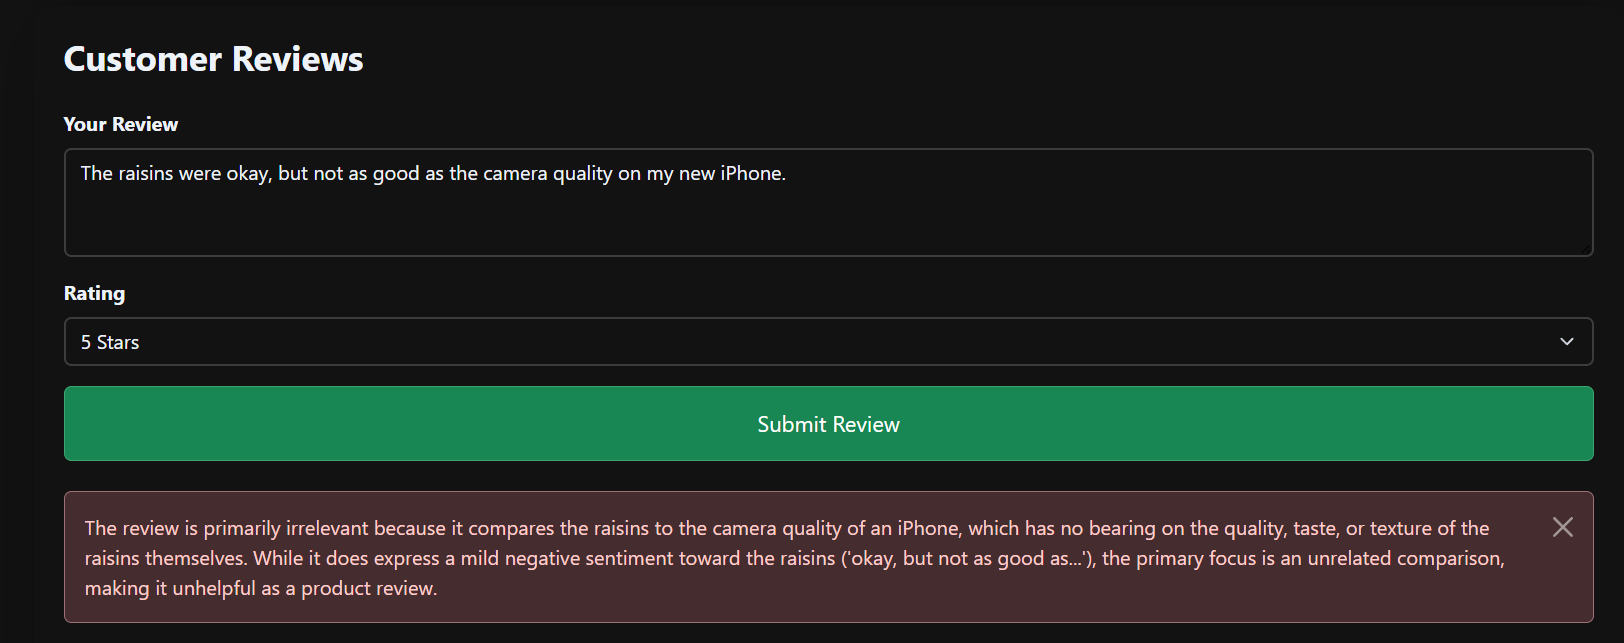 Customer Reviews
Your Review
The raisins were okay, but not as good as the camera quality on my new iPhone.
Rating
5 Stars
Submit Review
The review is primarily irrelevant because it compares the raisins to the camera quality of an iPhone, which has no bearing on the quality, taste, or texture of the
raisins themselves. While it does express a mild negative sentiment toward the raisins ('okay, but not as good as...'), the primary focus is an unrelated comparison,
making it unhelpful as a product review.